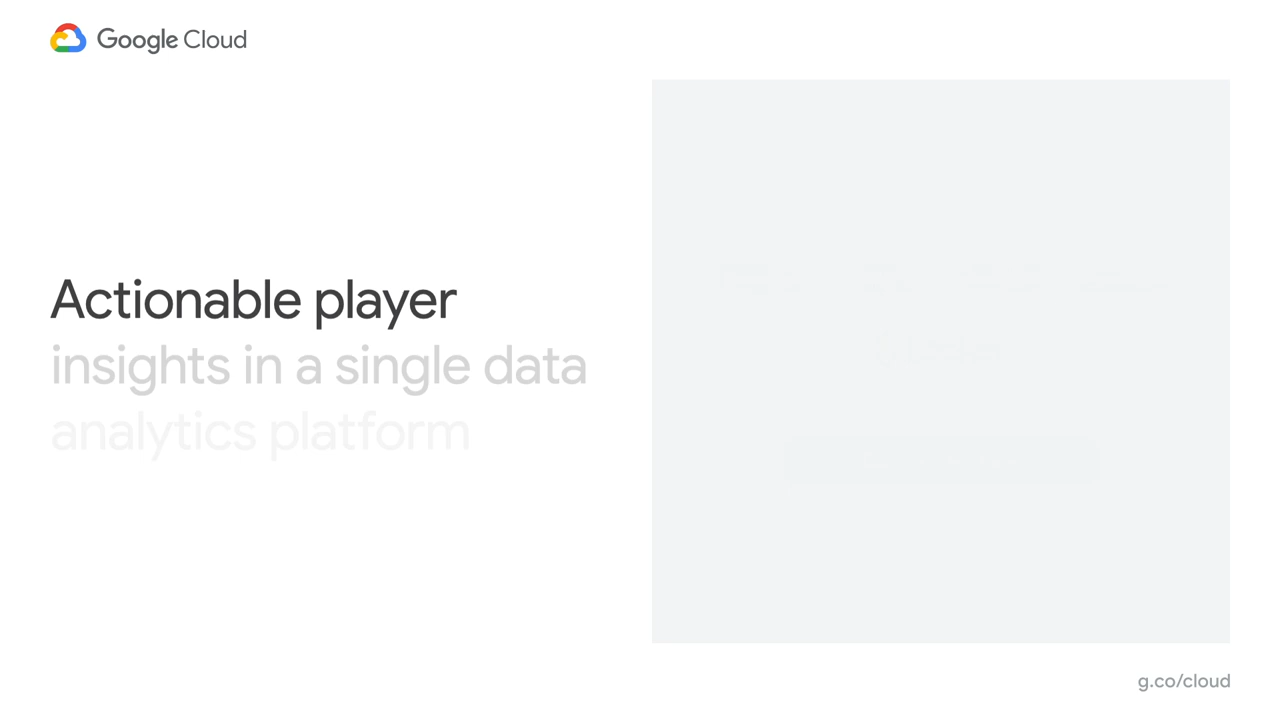 Google Cloud
Actionable player
insights in a single data
analytics platform
g.co/cloud